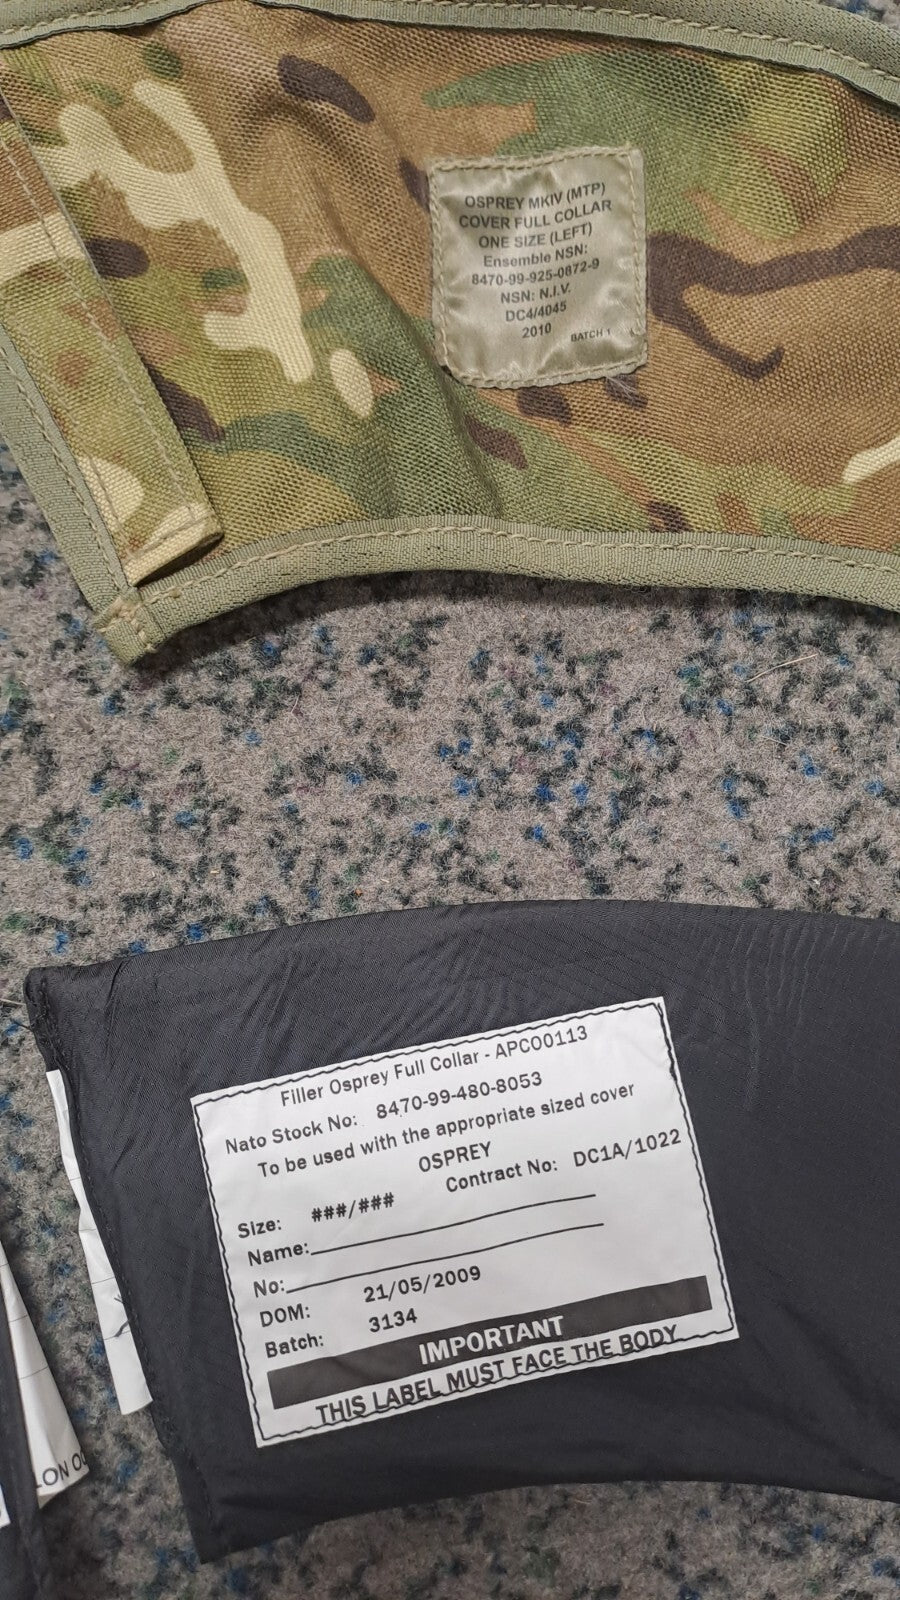 OSPREY MKIV (MTP)
COVER FULL COLLAR
ONE SIZE (LEFT)
Ensemble NSN:
8470-99-925-0872-9
NSN: N.I.V.
DC4/4045
2010 BATCH 1
Filler Osprey Full Collar - APCO0113
Nato Stock No: 8470-99-480-8053
To be used with the appropriate sized cover
OSPREY
Contract No: DC1A/1022
Size: ###/###
Name:
No:
DOM: 21/05/2009
Batch: 3134
IMPORTANT
THIS LABEL MUST FACE THE BODY